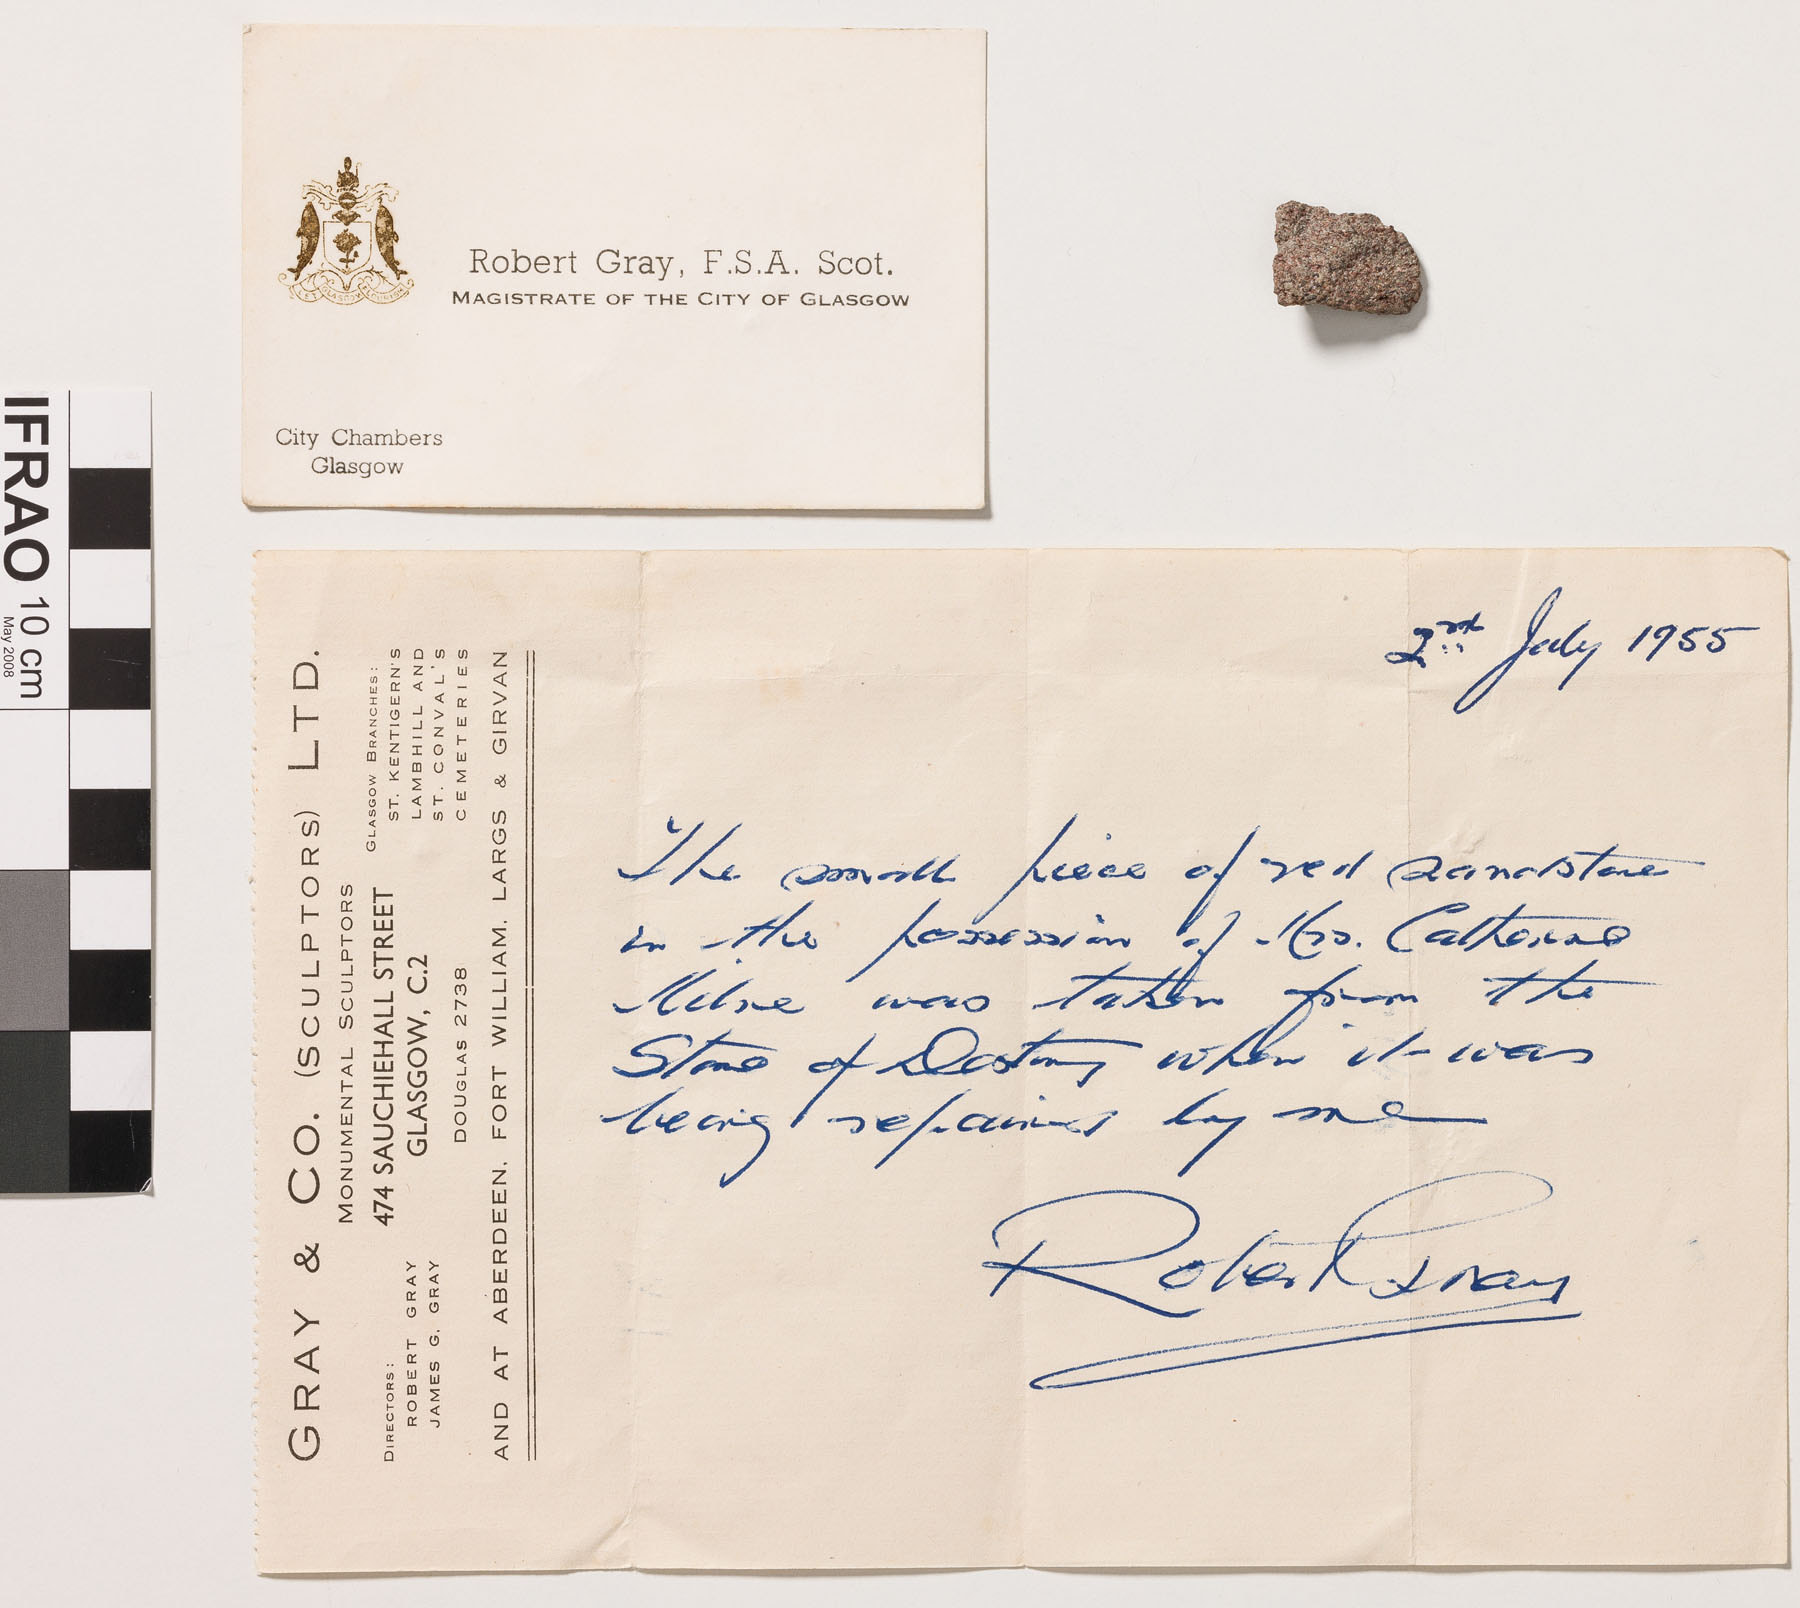 Robert Gray, F.S.A. Scot.
MAGISTRATE OF THE CITY OF GLASGOW
City Chambers
Glasgow
LET GLASGOW FLOURISH
IFRAO 10 cm
May 2008
GRAY & CO. (SCULPTORS) LTD.
MONUMENTAL SCULPTORS
474 SAUCHIEHALL STREET
GLASGOW, C.2
DOUGLAS 2738
GLASGOW BRANCHES:
ST. KENTIGERN'S
LAMBHILL AND
ST. CONVAL'S
CEMETERIES
DIRECTORS:
ROBERT GRAY
JAMES G. GRAY
AND AT ABERDEEN, FORT WILLIAM, LARGS & GIRVAN
2nd July 1955
The small piece of red sandstone
in the possession of Mrs. Catherine
Milne was taken from the
Stone of Destiny when it was
being repaired by me
Robert Gray